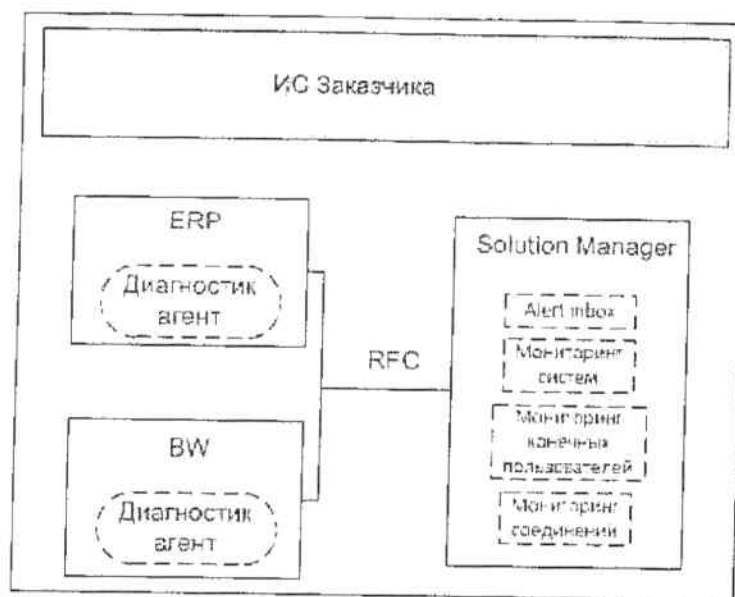 ИС Заказчика
ERP
Диагностик
агент
RFC
BW
Диагностик
агент
Solution Manager
Alert inbox
Мониторинг
систем
Мониторинг
конечных
пользователей
Мониторинг
соединений